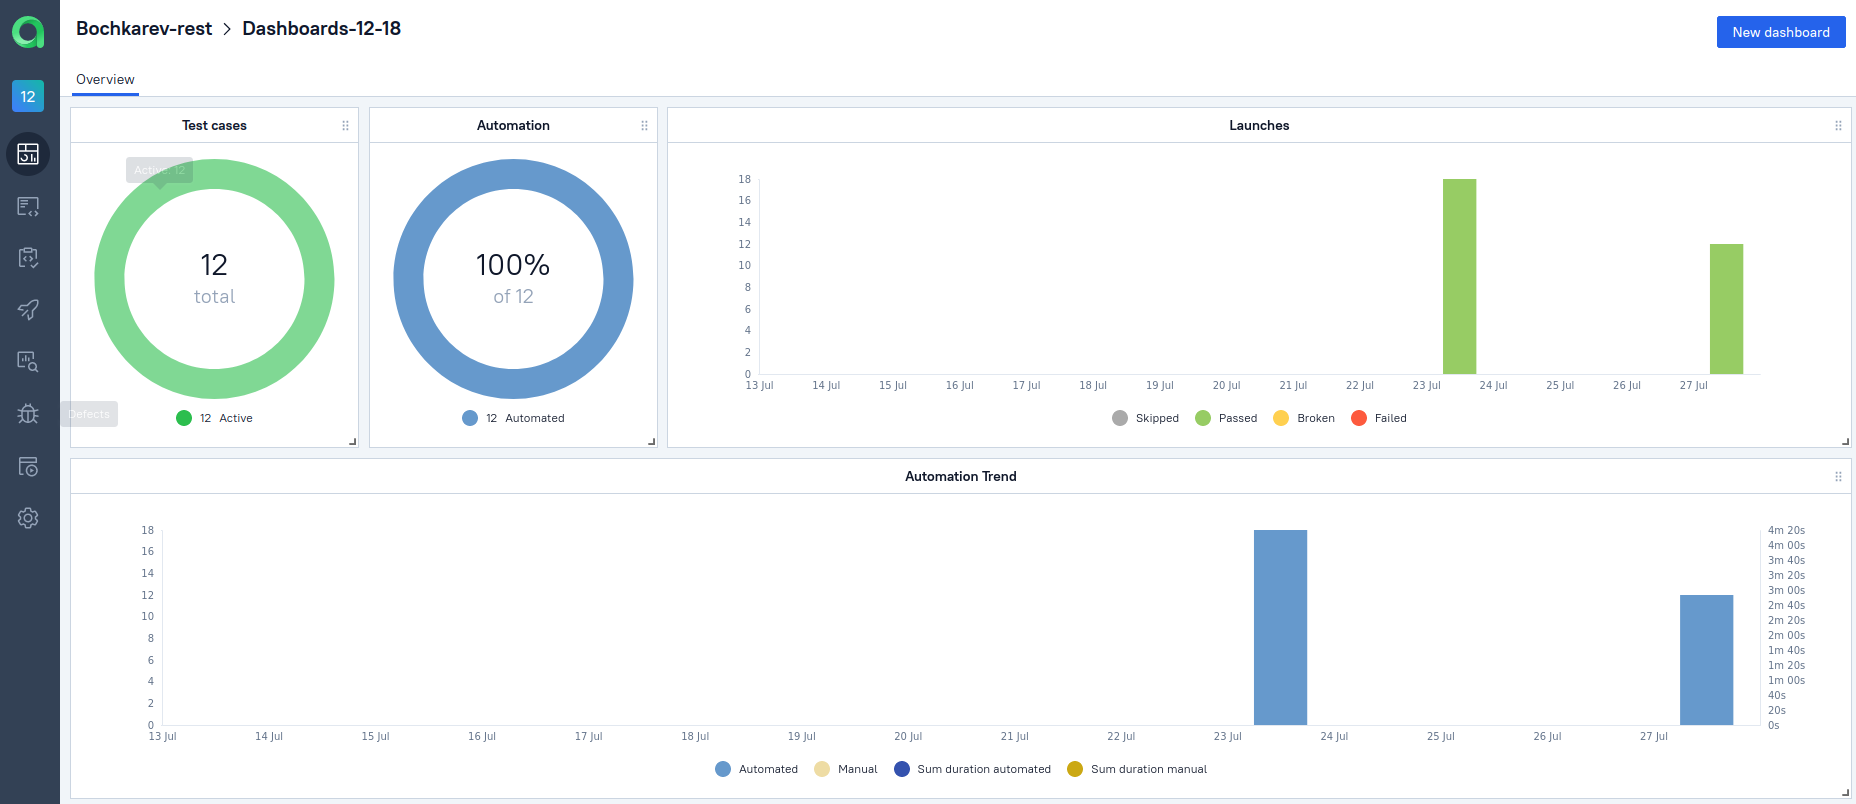 Bochkarev-rest > Dashboards-12-18
New dashboard
12
Overview
Test cases
Active: 12
12
total
12 Active
Automation
100%
of 12
12 Automated
Launches
18
16
14
12
10
8
6
4
2
0
13 Jul 14 Jul 15 Jul 16 Jul 17 Jul 18 Jul 19 Jul 20 Jul 21 Jul 22 Jul 23 Jul 24 Jul 25 Jul 26 Jul 27 Jul
Skipped Passed Broken Failed
Defects
Automation Trend
18
16
14
12
10
8
6
4
2
0
4m 20s
4m 00s
3m 40s
3m 20s
3m 00s
2m 40s
2m 20s
2m 00s
1m 40s
1m 20s
1m 00s
40s
20s
0s
13 Jul 14 Jul 15 Jul 16 Jul 17 Jul 18 Jul 19 Jul 20 Jul 21 Jul 22 Jul 23 Jul 24 Jul 25 Jul 26 Jul 27 Jul
Automated Manual Sum duration automated Sum duration manual